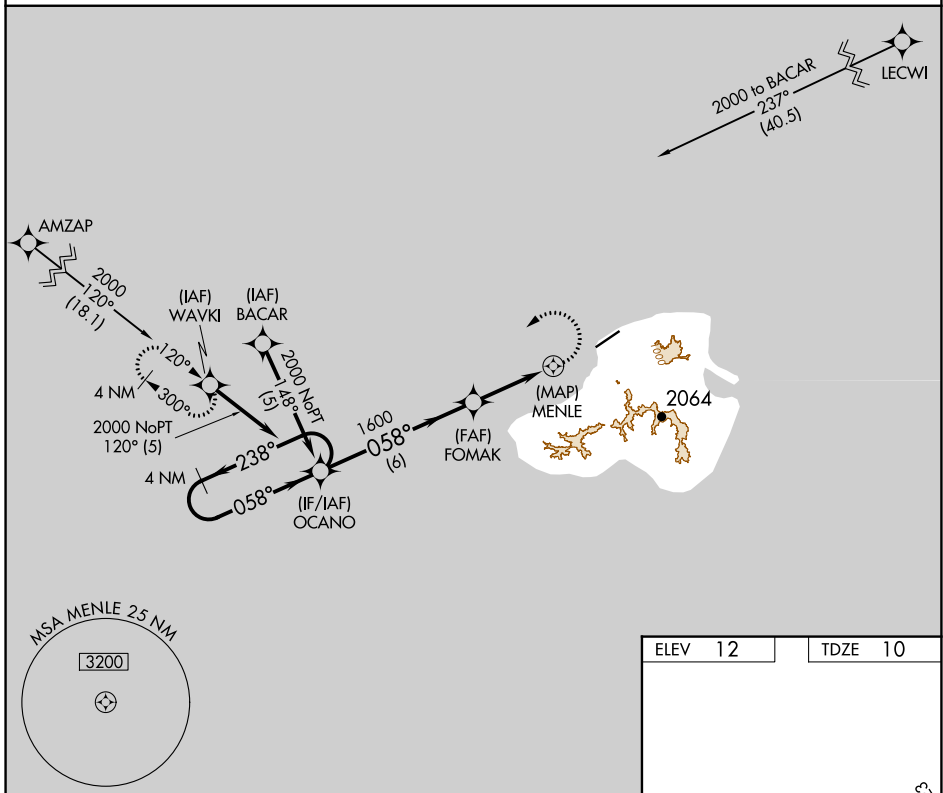 LECWI
2000 to BACAR
237°
(40.5)
AMZAP
2000
120°
(18.1)
(IAF)
WAVKI
(IAF)
BACAR
120°
4 NM
300°
2000 NoPT
148°
(5)
2000 NoPT
120° (5)
(MAP)
MENLE
2064
1600
058°
(6)
(FAF)
FOMAK
238°
4 NM
058°
(IF/IAF)
OCANO
MSA MENLE 25 NM
3200
ELEV 12
TDZE 10